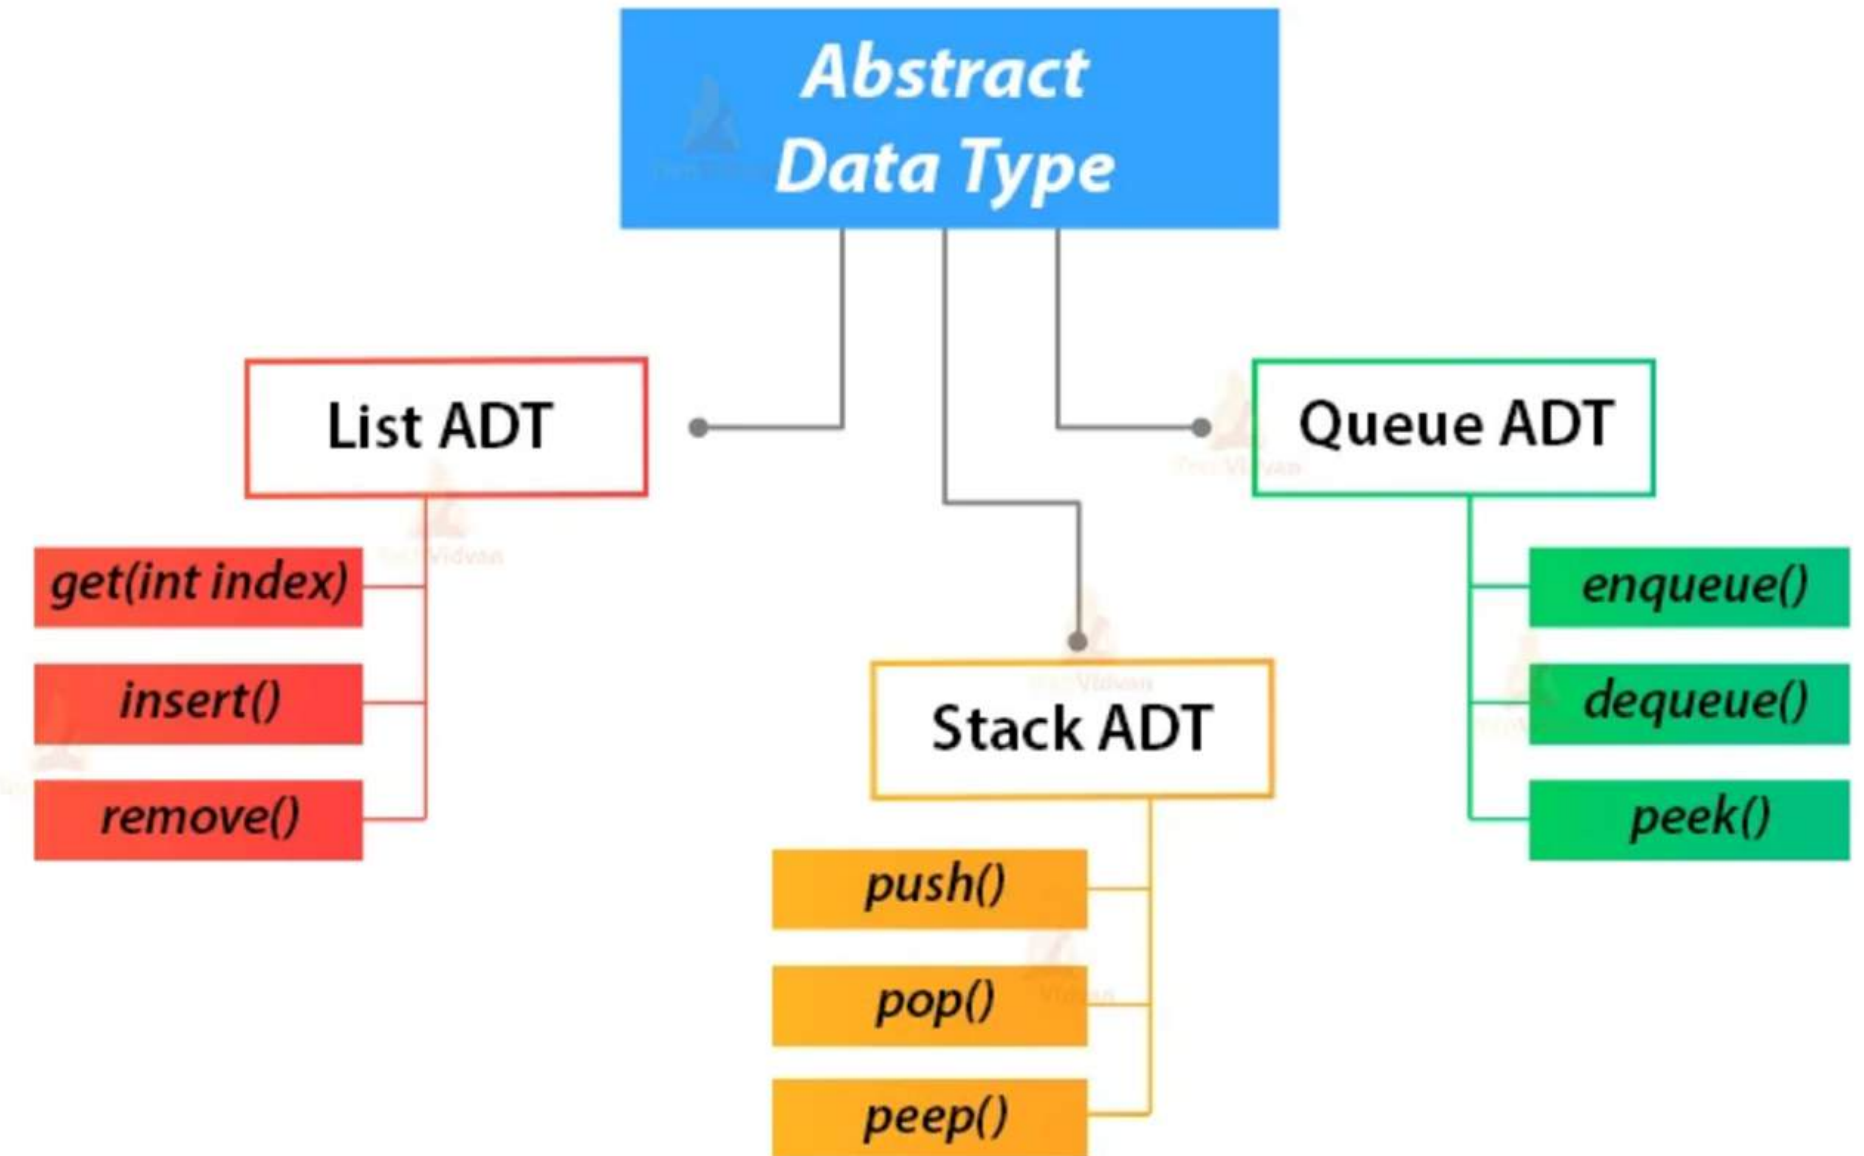 Abstract
Data Type
List ADT
get(int index)
insert()
remove()
Stack ADT
push()
pop()
peep()
Queue ADT
enqueue()
dequeue()
peek()